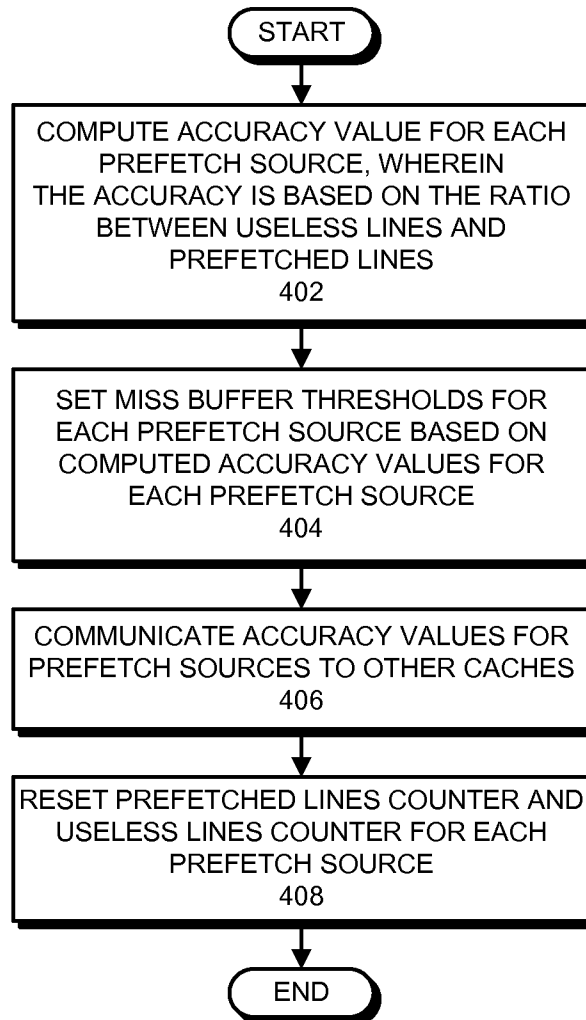 START
COMPUTE ACCURACY VALUE FOR EACH
PREFETCH SOURCE, WHEREIN
THE ACCURACY IS BASED ON THE RATIO
BETWEEN USELESS LINES AND
PREFETCHED LINES
402
SET MISS BUFFER THRESHOLDS FOR
EACH PREFETCH SOURCE BASED ON
COMPUTED ACCURACY VALUES FOR
EACH PREFETCH SOURCE
404
COMMUNICATE ACCURACY VALUES FOR
PREFETCH SOURCES TO OTHER CACHES
406
RESET PREFETCHED LINES COUNTER AND
USELESS LINES COUNTER FOR EACH
PREFETCH SOURCE
408
END